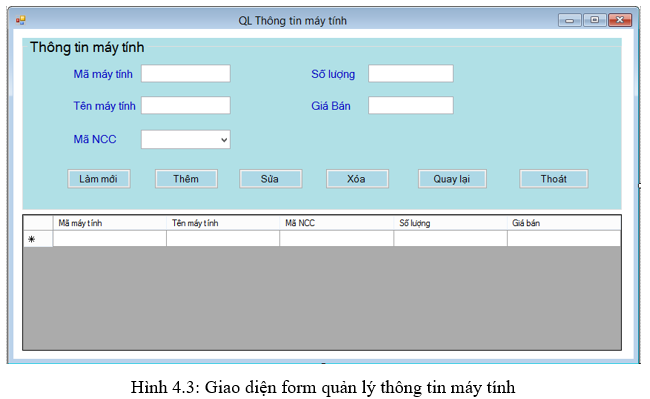 QL Thông tin máy tính
Thông tin máy tính
Mã máy tính Số lượng
Tên máy tính Giá Bán
Mã NCC
Làm mới Thêm Sửa Xóa Quay lại Thoát
Mã máy tính Tên máy tính Mã NCC Số lượng Giá bán
Hình 4.3: Giao diện form quản lý thông tin máy tính